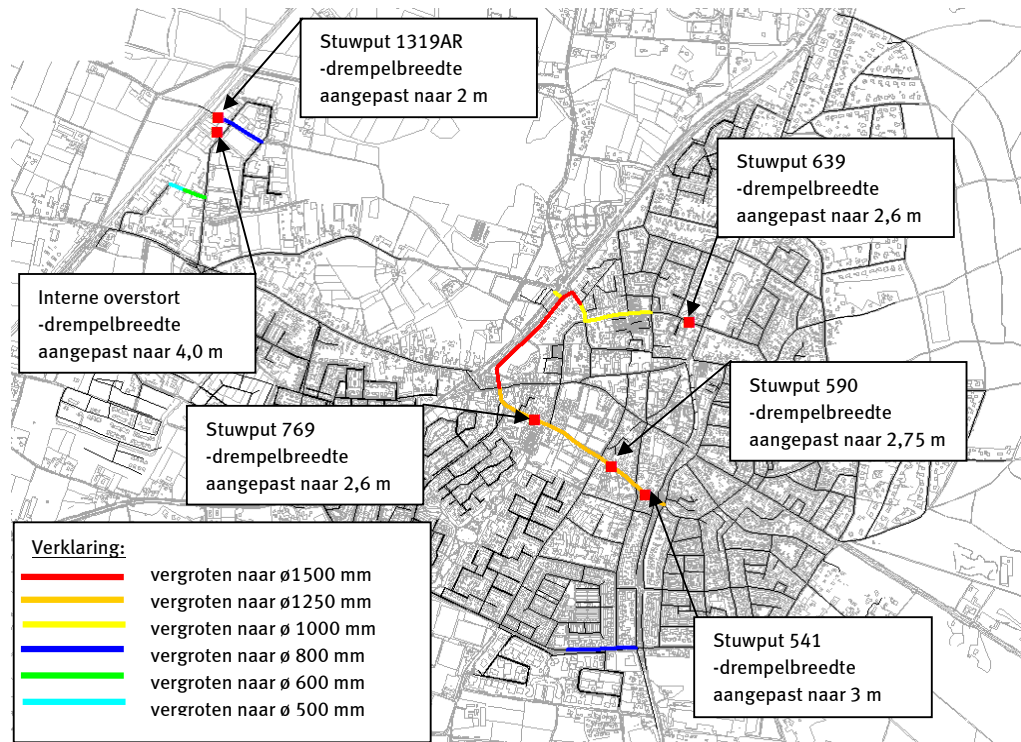 Stuwput 1319AR
-drempelbreedte
aangepast naar 2 m
Stuwput 639
-drempelbreedte
aangepast naar 2,6 m
Interne overstort
-drempelbreedte
aangepast naar 4,0 m
Stuwput 590
-drempelbreedte
aangepast naar 2,75 m
Stuwput 769
-drempelbreedte
aangepast naar 2,6 m
Stuwput 541
-drempelbreedte
aangepast naar 3 m
Verklaring:
vergroten naar ø1500 mm
vergroten naar ø1250 mm
vergroten naar ø 1000 mm
vergroten naar ø 800 mm
vergroten naar ø 600 mm
vergroten naar ø 500 mm